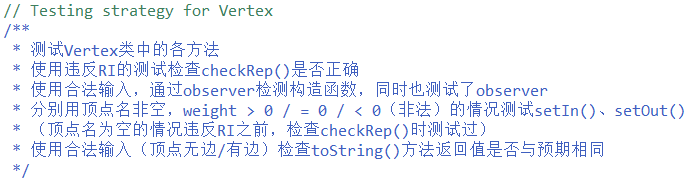 // Testing strategy for Vertex
/**
* 测试Vertex类中的各方法
* 使用违反RI的测试检查checkRep()是否正确
* 使用合法输入，通过observer检测构造函数，同时也测试了observer
* 分别用顶点名非空，weight > 0 / = 0 / < 0（非法）的情况测试setIn()、setOut()
* （顶点名为空的情况违反RI之前，检查checkRep()时测试过）
* 使用合法输入（顶点无边/有边）检查toString()方法返回值是否与预期相同
*/